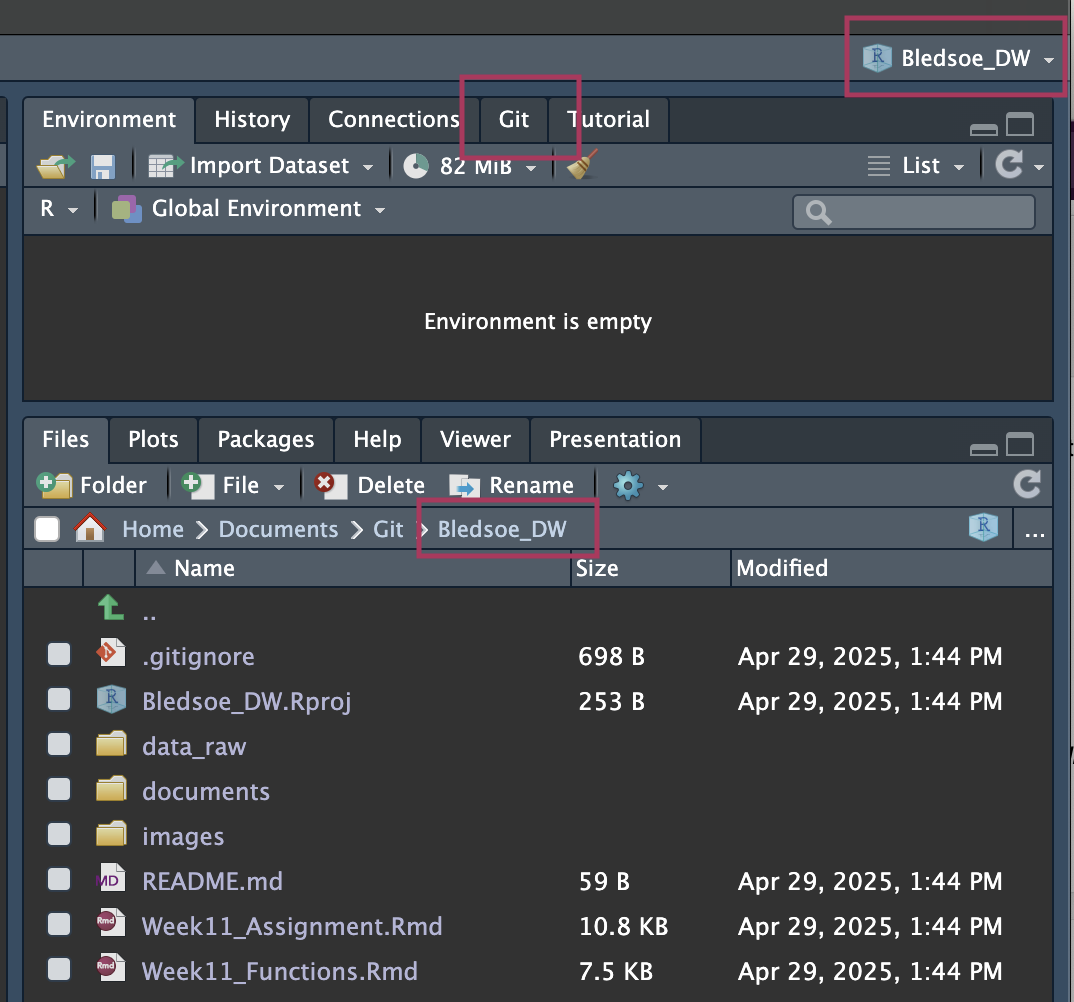 Bledsoe_DW
Environment History Connections Git Tutorial
Import Dataset 82 MiB List
R Global Environment
Environment is empty
Files Plots Packages Help Viewer Presentation
Folder File Delete Rename
Home Documents Git Bledsoe_DW R ...
Name Size Modified
..
.gitignore 698 B Apr 29, 2025, 1:44 PM
Bledsoe_DW.Rproj 253 B Apr 29, 2025, 1:44 PM
data_raw
documents
images
MD README.md 59 B Apr 29, 2025, 1:44 PM
Rmd Week11_Assignment.Rmd 10.8 KB Apr 29, 2025, 1:44 PM
Rmd Week11_Functions.Rmd 7.5 KB Apr 29, 2025, 1:44 PM